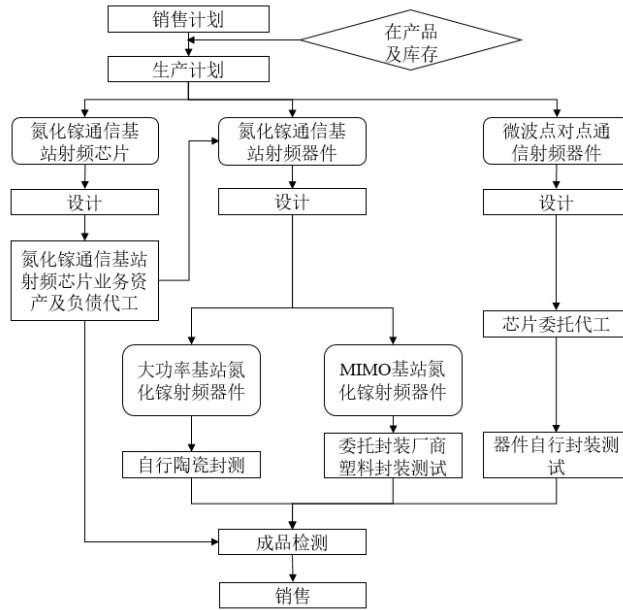 销售计划
在产品
及库存
生产计划
氮化镓通信基
站射频芯片
氮化镓通信基
站射频器件
微波点对点通
信射频器件
设计
设计
设计
氮化镓通信基站
射频芯片业务资
产及负债代工
芯片委托代工
大功率基站氮
化镓射频器件
MIMO基站氮
化镓射频器件
自行陶瓷封测
委托封装厂商
塑料封装测试
器件自行封装测
试
成品检测
销售